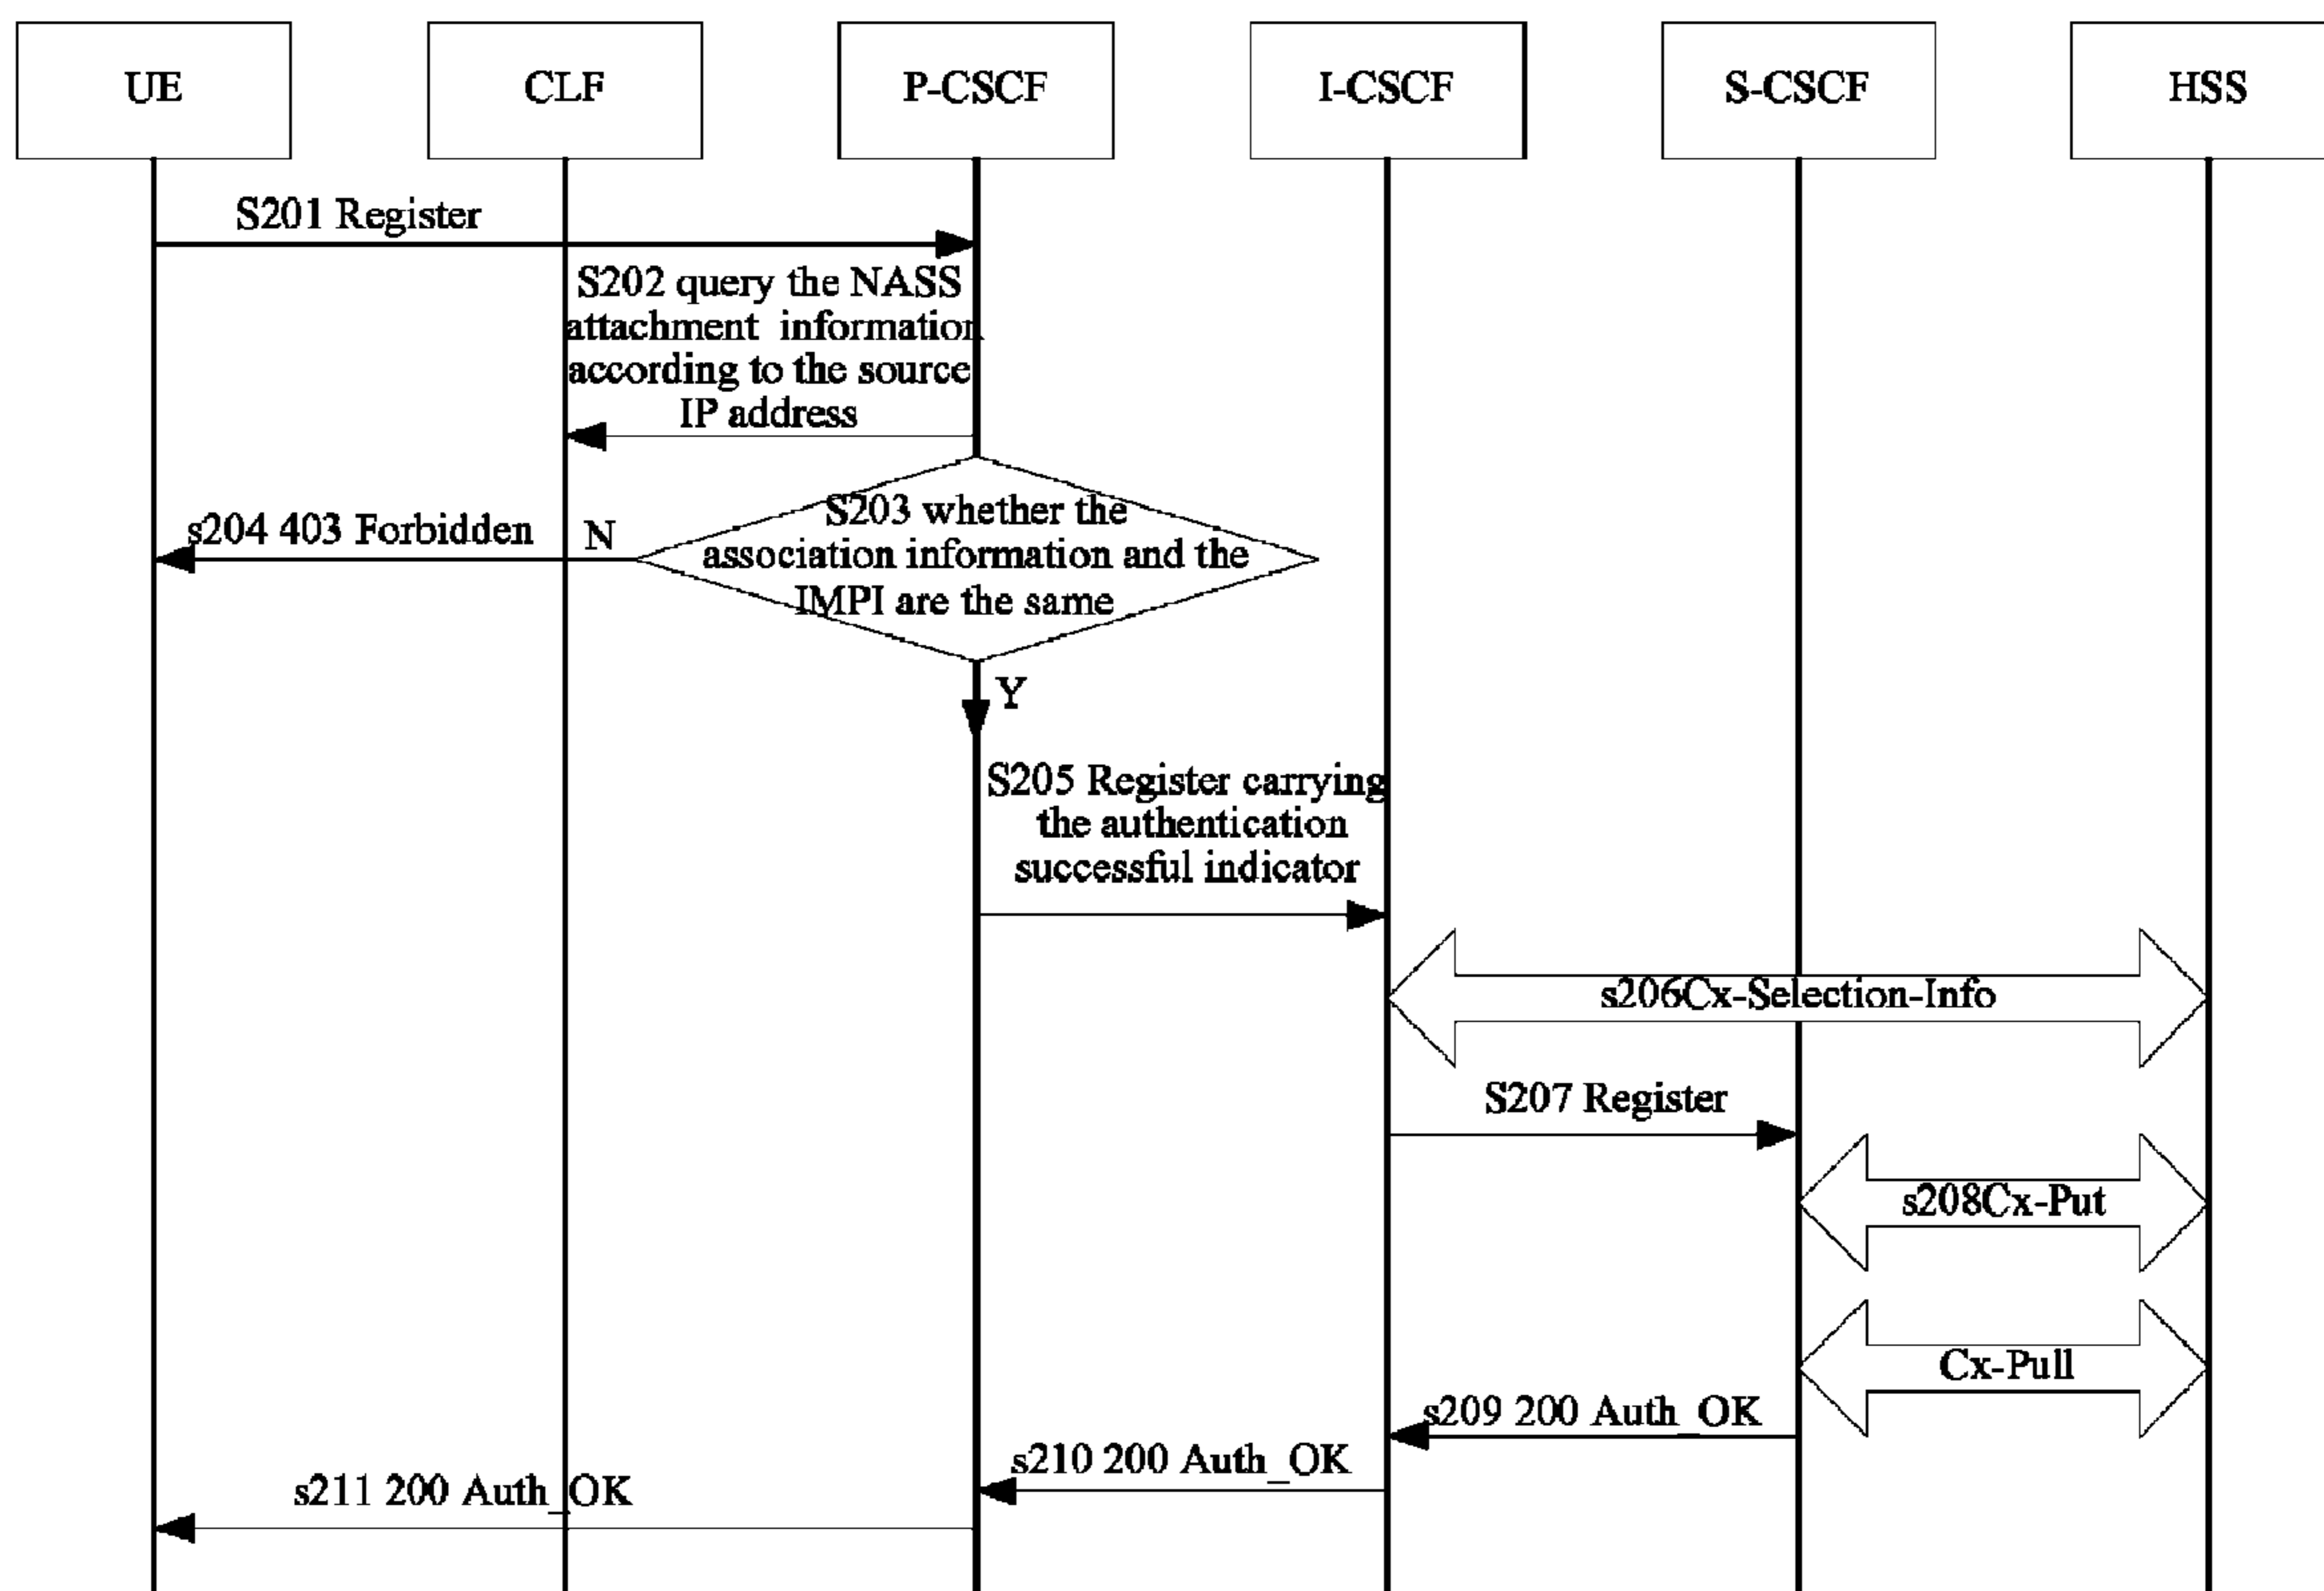 UE
CLF
P-CSCF
I-CSCF
S-CSCF
HSS
S201 Register
S202 query the NASS
attachment information
according to the source
IP address
s204 403 Forbidden
N
S203 whether the
association information and the
IMPI are the same
Y
S205 Register carrying
the authentication
successful indicator
s206Cx-Selection-Info
S207 Register
s208Cx-Put
Cx-Pull
s209 200 Auth_OK
s210 200 Auth_OK
s211 200 Auth_OK